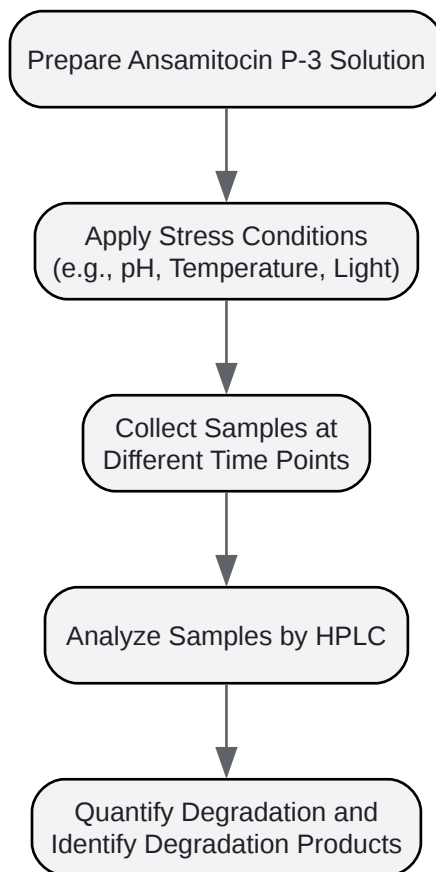 Prepare Ansamitocin P-3 Solution
Apply Stress Conditions
(e.g., pH, Temperature, Light)
Collect Samples at
Different Time Points
Analyze Samples by HPLC
Quantify Degradation and
Identify Degradation Products